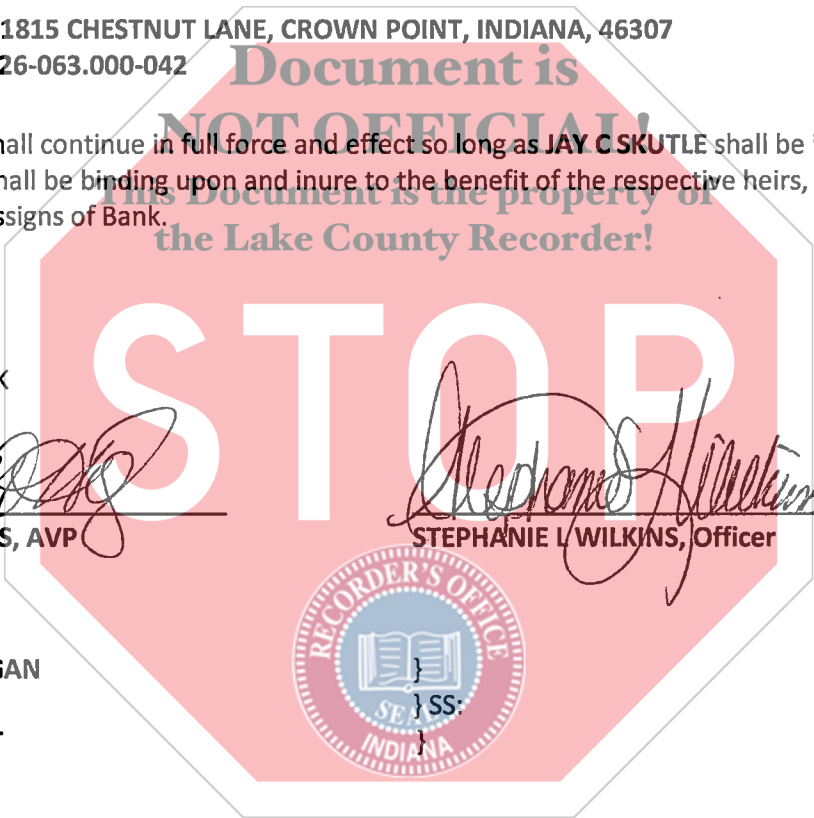 1815 CHESTNUT LANE, CROWN POINT, INDIANA, 46307
26-063.000-042
Document is
NOT OFFICIAL!
hall continue in full force and effect so long as JAY C SKUTLE shall be
hall be binding upon and inure to the benefit of the respective heirs,
This Document is the property of
ssigns of Bank.
the Lake County Recorder!
STOP
K
Stephanie L Wilkins
S, AVP
STEPHANIE L WILKINS, Officer
RECORDER'S OFFICE
GAN
}
} SS:
SEAL
}
INDIANA